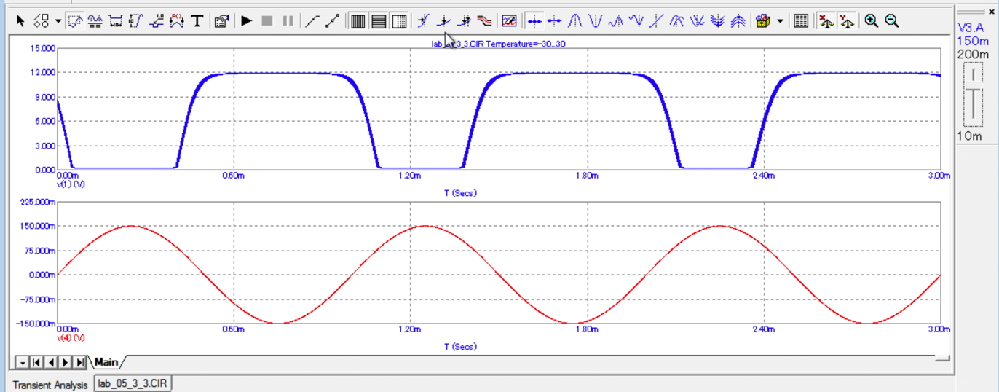 V3.A
150m
200m
10m
T
lab_05_3_3.CIR Temperature=-30...30
15.000
12.000
9.000
6.000
3.000
0.000
0.00m 0.60m 1.20m 1.80m 2.40m 3.00m
v(1) (V)
T (Secs)
225.000m
150.000m
75.000m
0.000m
-75.000m
-150.000m
0.00m 0.60m 1.20m 1.80m 2.40m 3.00m
v(4) (V)
T (Secs)
Main
Transient Analysis lab_05_3_3.CIR